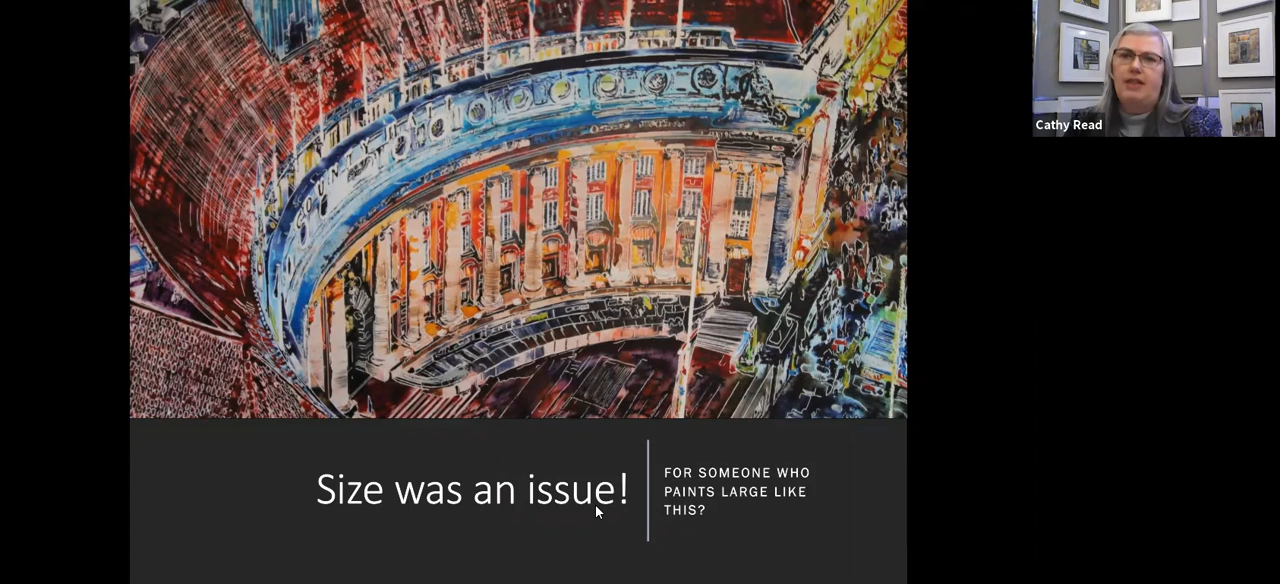 Size was an issue!
FOR SOMEONE WHO
PAINTS LARGE LIKE
THIS?
Cathy Read